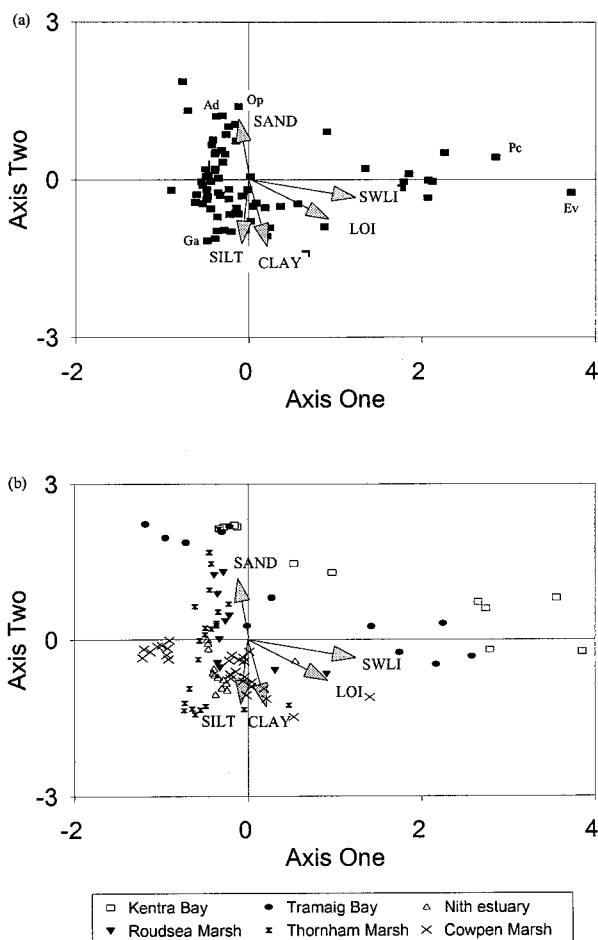 (a)
3
Ad
Op
SAND
Pc
Axis Two
0
SWLI
Ev
LOI
Ga
SILT
CLAY
-3
-2
0
2
4
Axis One
(b)
3
SAND
Axis Two
0
SWLI
LOI
SILT
CLAY
-3
-2
0
2
4
Axis One
Kentra Bay
Tramaig Bay
Nith estuary
Roudsea Marsh
Thornham Marsh
Cowpen Marsh